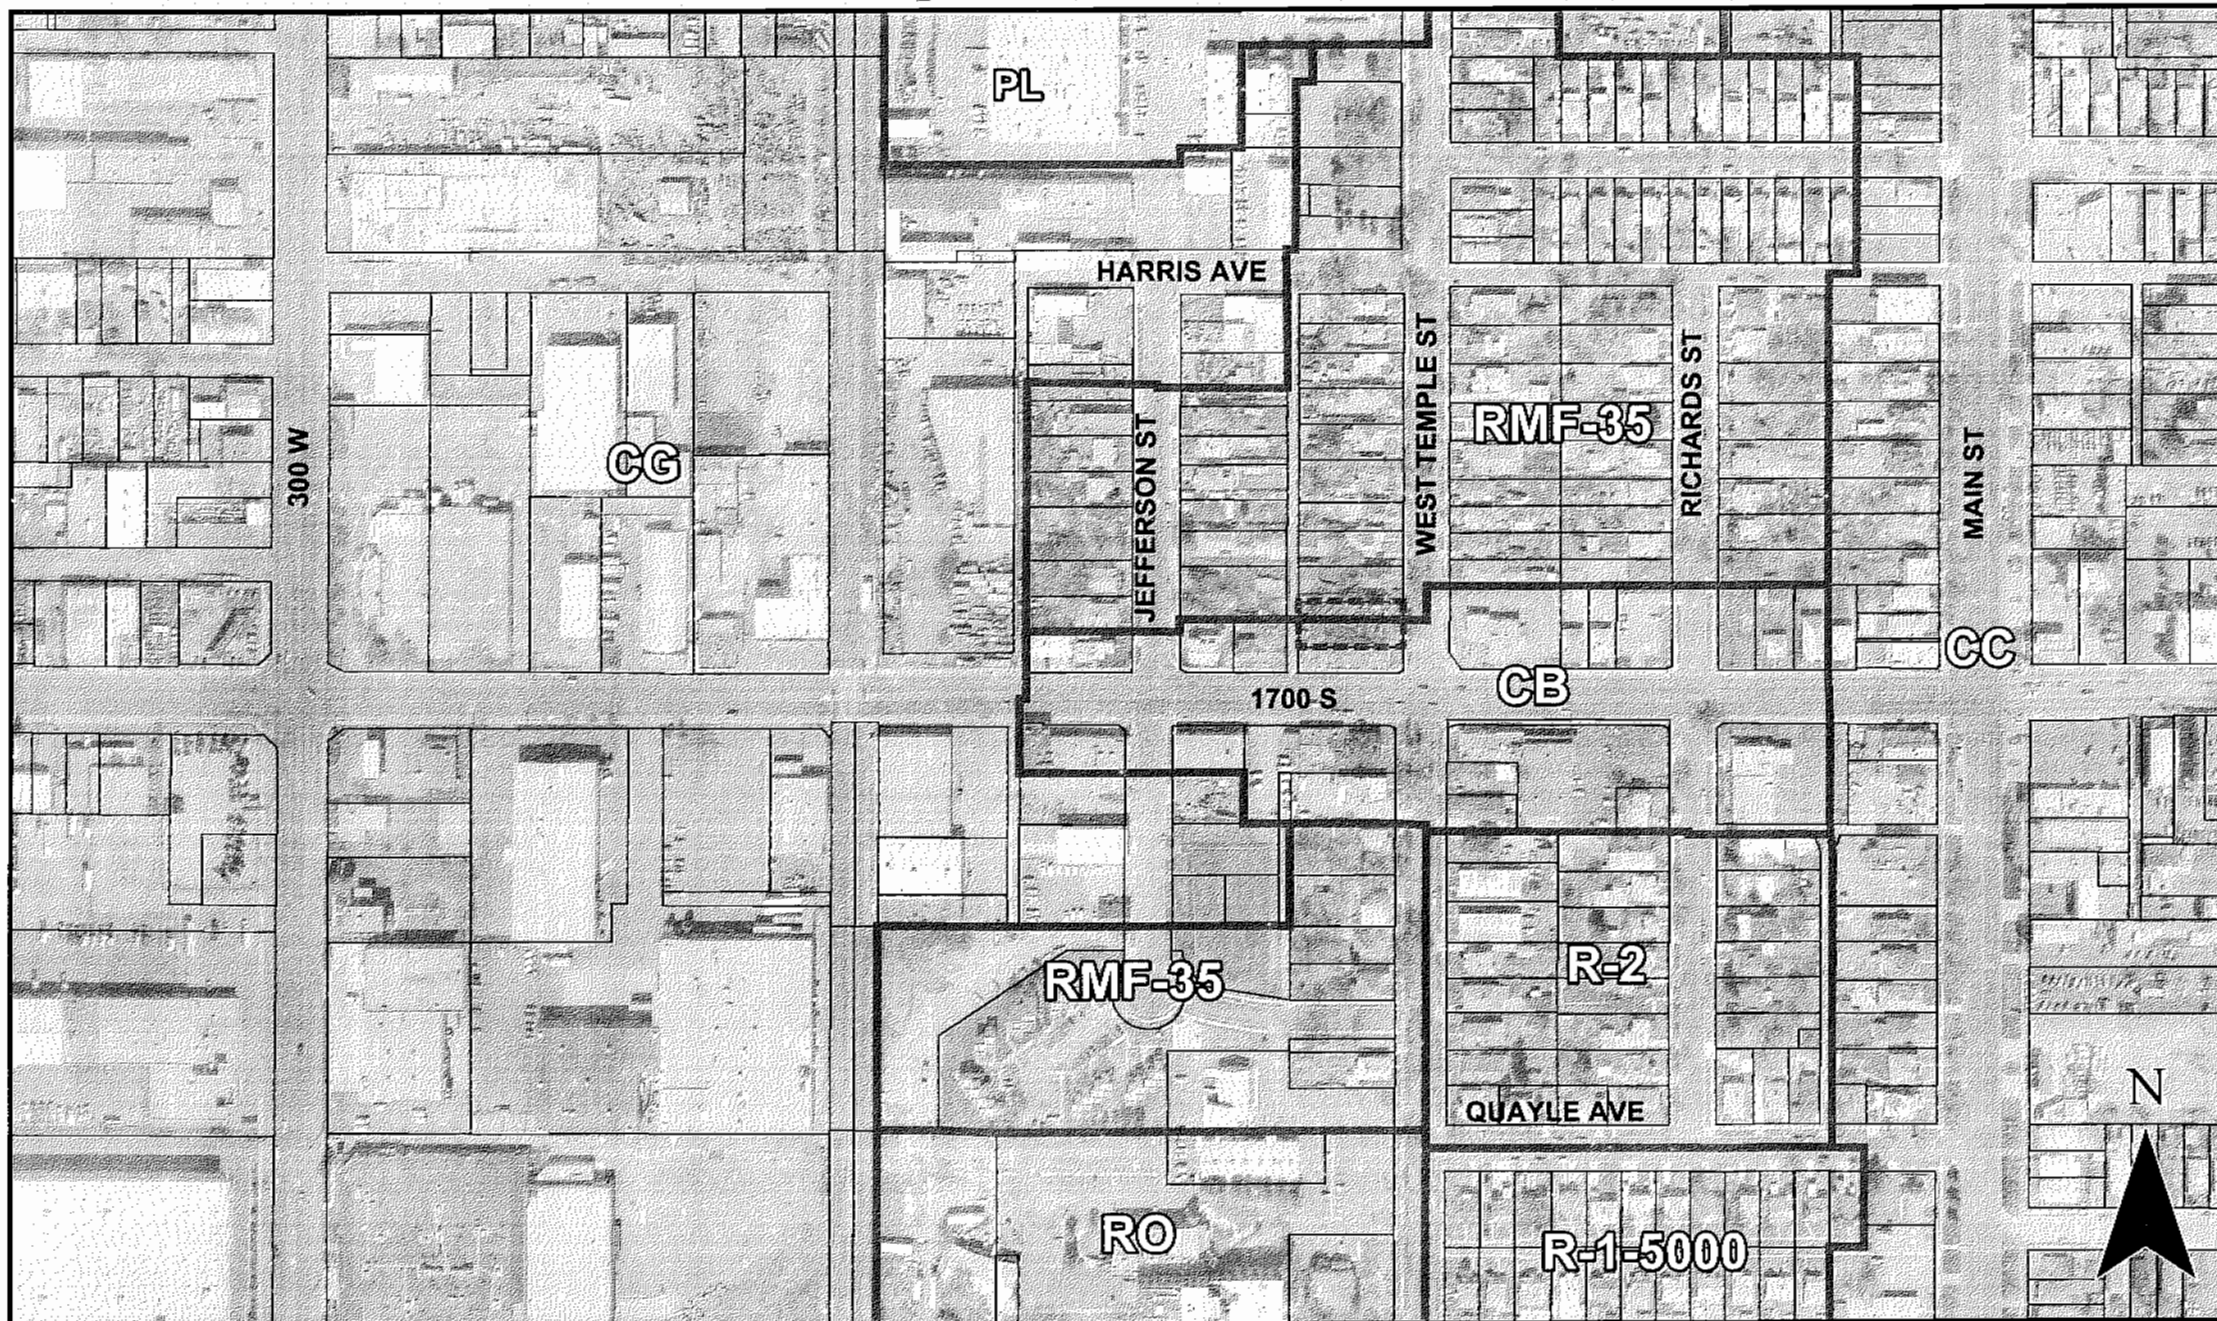 PL
HARRIS AVE
300 W
CG
JEFFERSON ST
WEST TEMPLE ST
RMF-35
RICHARDS ST
MAIN ST
CC
CB
1700 S
RMF-35
R-2
QUAYLE AVE
N
RO
R-1-5000